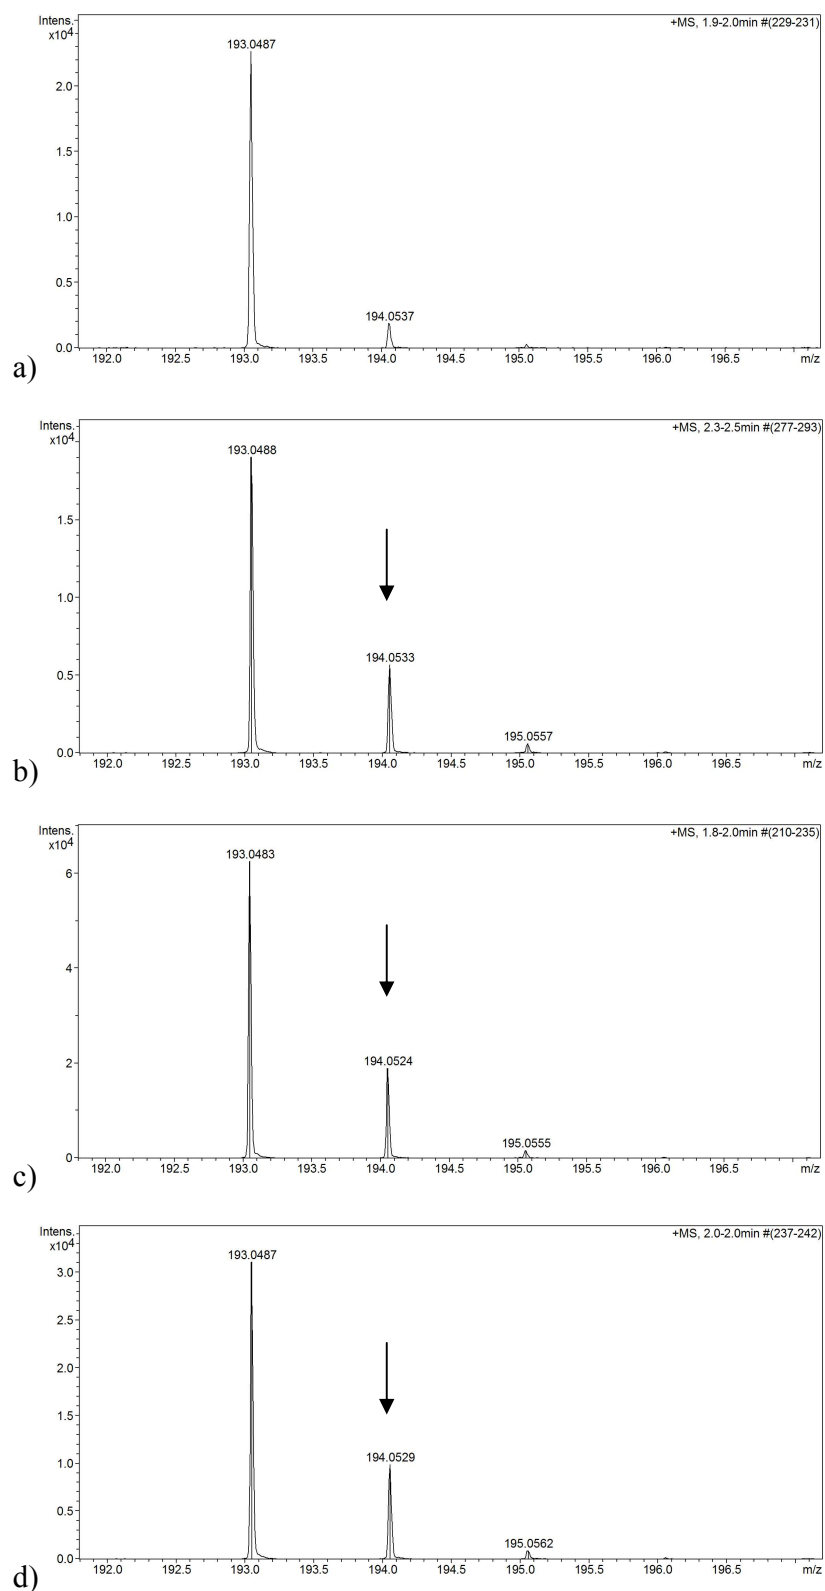 Intens.
x10⁴
+MS, 1.9-2.0min #(229-231)
193.0487
2.0
1.5
1.0
0.5
194.0537
0.0
192.0 192.5 193.0 193.5 194.0 194.5 195.0 195.5 196.0 196.5 m/z
a)
Intens.
x10⁴
+MS, 2.3-2.5min #(277-293)
193.0488
1.5
1.0
0.5
194.0533
195.0557
0.0
192.0 192.5 193.0 193.5 194.0 194.5 195.0 195.5 196.0 196.5 m/z
b)
Intens.
x10⁴
+MS, 1.8-2.0min #(210-235)
193.0483
6
4
2
194.0524
195.0555
0
192.0 192.5 193.0 193.5 194.0 194.5 195.0 195.5 196.0 196.5 m/z
c)
Intens.
x10⁴
+MS, 2.0-2.0min #(237-242)
193.0487
3.0
2.5
2.0
1.5
1.0
194.0529
0.5
195.0562
0.0
192.0 192.5 193.0 193.5 194.0 194.5 195.0 195.5 196.0 196.5 m/z
d)